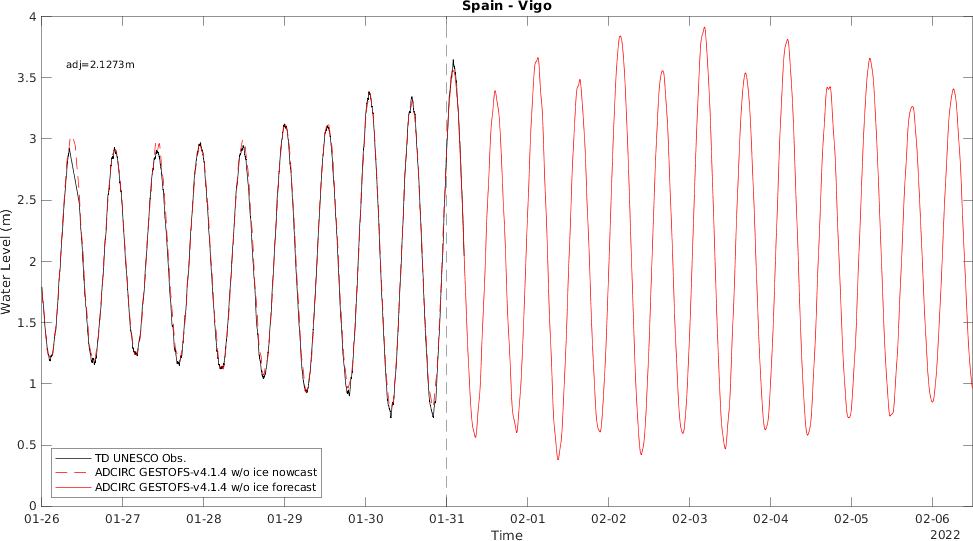 Spain - Vigo
4
3.5
3
2.5
2
1.5
1
0.5
0
Water Level (m)
adj=2.1273m
TD UNESCO Obs.
ADCIRC GESTOFS-v4.1.4 w/o ice nowcast
ADCIRC GESTOFS-v4.1.4 w/o ice forecast
01-26 01-27 01-28 01-29 01-30 01-31 02-01 02-02 02-03 02-04 02-05 02-06
Time
2022